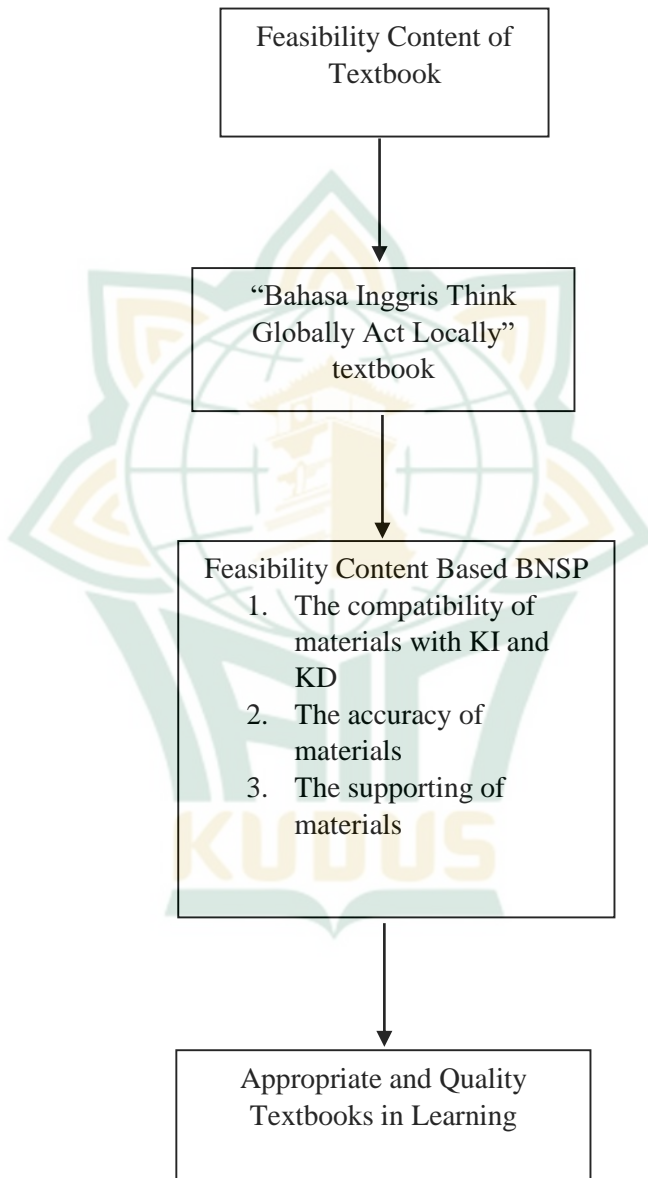 Feasibility Content of
Textbook
“Bahasa Inggris Think
Globally Act Locally”
textbook
Feasibility Content Based BNSP
1. The compatibility of
materials with KI and
KD
2. The accuracy of
materials
3. The supporting of
materials
IAIN
KUDUS
Appropriate and Quality
Textbooks in Learning